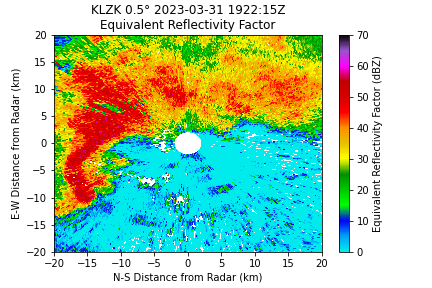 KLZK 0.5° 2023-03-31 1922:15Z
Equivalent Reflectivity Factor
20
15
10
5
0
−5
−10
−15
−20
E-W Distance from Radar (km)
−20 −15 −10 −5 0 5 10 15 20
N-S Distance from Radar (km)
70
60
50
40
30
20
10
0
Equivalent Reflectivity Factor (dBZ)